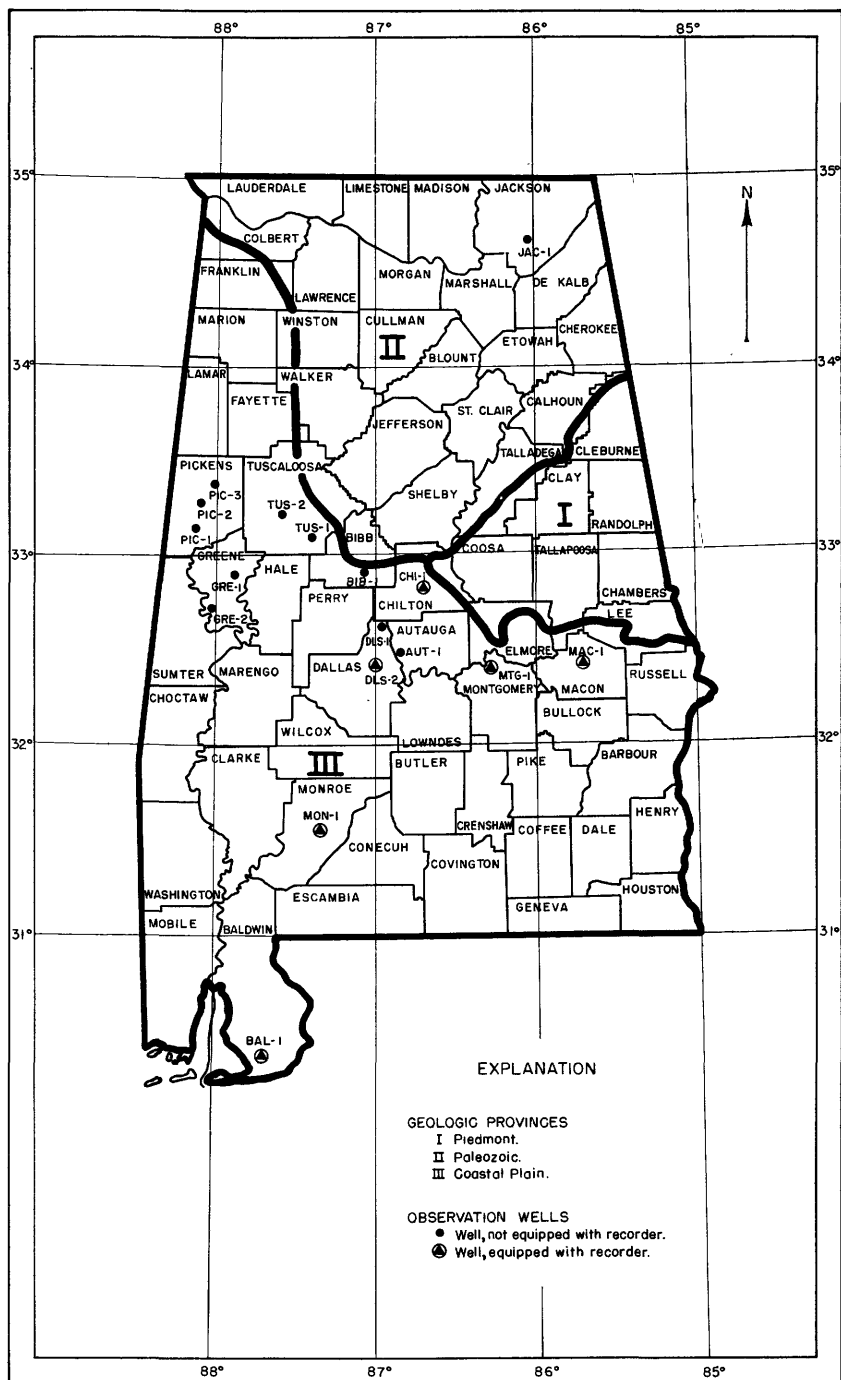 88° 87° 86° 85°
35° 35°
LAUDERDALE LIMESTONE MADISON JACKSON
N
COLBERT JAC-1
FRANKLIN LAWRENCE MORGAN MARSHALL DE KALB
MARION WINSTON CULLMAN CHEROKEE
II ETOWAH
34° BLOUNT 34°
LAMAR WALKER
FAYETTE ST. CLAIR CALHOUN
JEFFERSON
TALLADEGA CLEBURNE
PICKENS TUSCALOOSA
PIC-3 CLAY
PIC-2 TUS-2 SHELBY I
PIC-1 TUS-1 BIBB RANDOLPH
33° COOSA TALLAPOOSA 33°
GREENE HALE
GRE-1 BIB-1 CHI-1
PERRY CHAMBERS
GRE-2 CHILTON LEE
DLS-1 AUTAUGA
AUT-1 ELMORE MAC-1
SUMTER MARENGO DALLAS DLS-2 MTG-1 MACON RUSSELL
CHOCTAW MONTGOMERY
BULLOCK
WILCOX LOWNDES
32° 32°
CLARKE III BUTLER PIKE BARBOUR
MONROE
MON-1 CRENSHAW COFFEE DALE HENRY
CONECUH
COVINGTON
WASHINGTON ESCAMBIA HOUSTON
GENEVA
MOBILE BALDWIN
31° 31°
BAL-1
EXPLANATION
GEOLOGIC PROVINCES
I Piedmont.
II Paleozoic.
III Coastal Plain.
OBSERVATION WELLS
Well, not equipped with recorder.
Well, equipped with recorder.
88° 87° 86° 85°